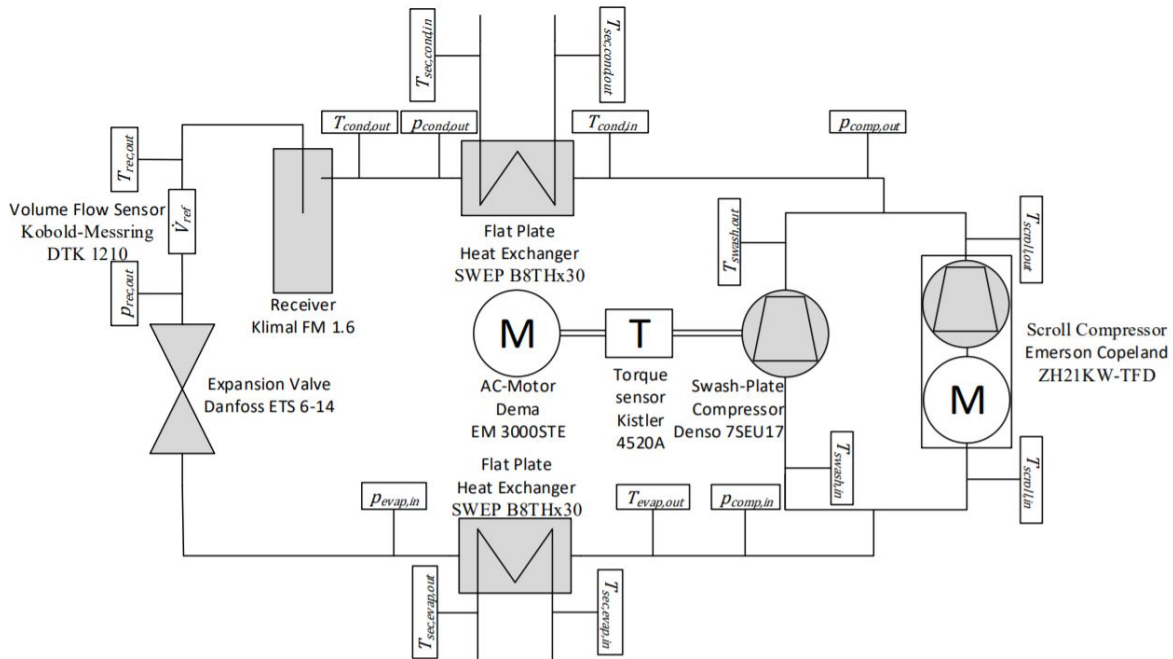 T_sec,cond,in
T_sec,cond,out
T_cond,out
p_cond,out
T_cond,in
p_comp,out
T_rec,out
Volume Flow Sensor
Kobold-Messring
DTK 1210
V̇_ref
p_rec,out
Receiver
Klimal FM 1.6
Flat Plate
Heat Exchanger
SWEP B8THx30
T_swash,out
T_scroll,out
M
T
AC-Motor
Dema
EM 3000STE
Torque
sensor
Kistler
4520A
Swash-Plate
Compressor
Denso 7SEU17
Scroll Compressor
Emerson Copeland
ZH21KW-TFD
M
Expansion Valve
Danfoss ETS 6-14
Flat Plate
Heat Exchanger
SWEP B8THx30
T_swash,in
T_scroll,in
p_evap,in
T_evap,out
p_comp,in
T_sec,evap,out
T_sec,evap,in